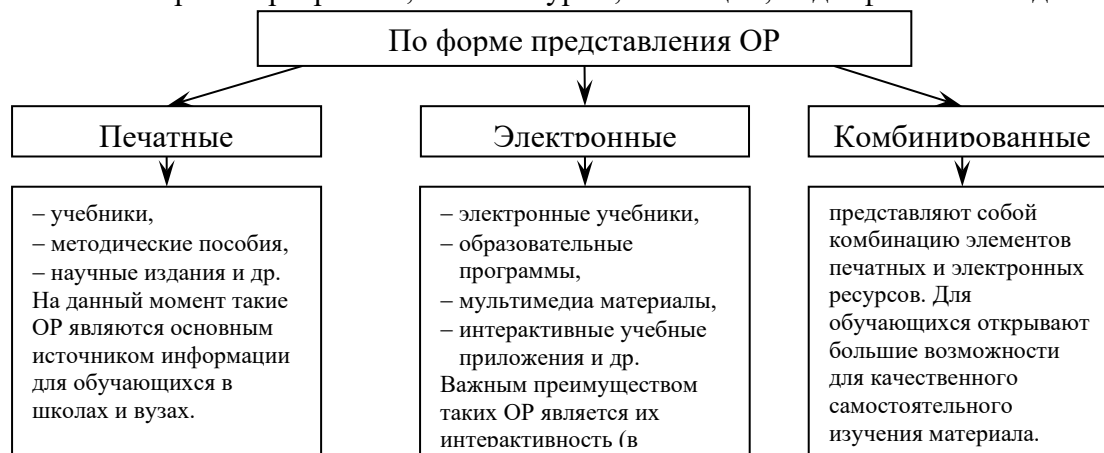 По форме представления ОР
Печатные
– учебники,
– методические пособия,
– научные издания и др.
На данный момент такие
ОР являются основным
источником информации
для обучающихся в
школах и вузах.
Электронные
– электронные учебники,
– образовательные
программы,
– мультимедиа материалы,
– интерактивные учебные
приложения и др.
Важным преимуществом
таких ОР является их
интерактивность (в
Комбинированные
представляют собой
комбинацию элементов
печатных и электронных
ресурсов. Для
обучающихся открывают
большие возможности
для качественного
самостоятельного
изучения материала.